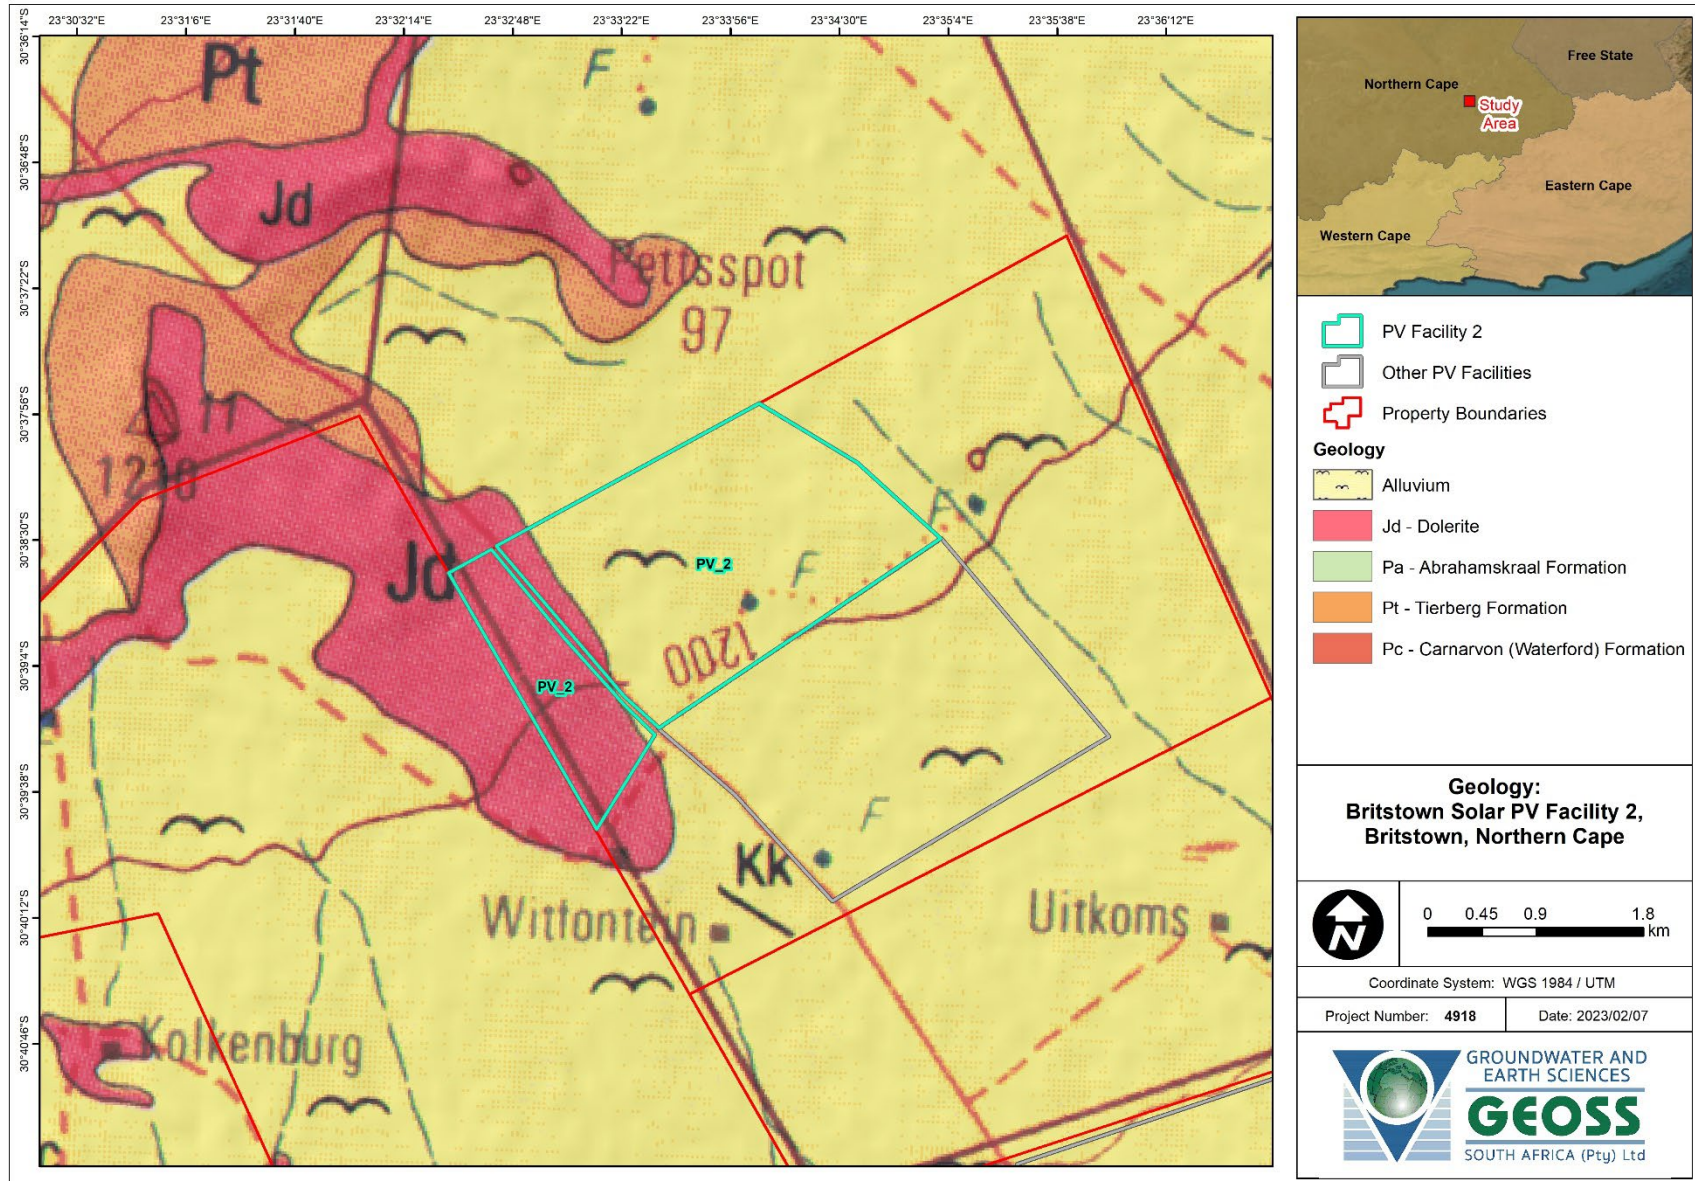 23°30'32"E
23°31'6"E
23°31'40"E
23°32'14"E
23°32'48"E
23°33'22"E
23°33'56"E
23°34'30"E
23°35'4"E
23°35'38"E
23°36'12"E
30°36'14"S
30°36'48"S
30°37'22"S
30°37'56"S
30°38'30"S
30°39'4"S
30°39'38"S
30°40'12"S
30°40'46"S
Pt
F
Jd
97
11
Jd
F
F
PV_2
1200
PV_2
F
Kk
Uitkoms
Kolkenburg
Free State
Northern Cape
Study
Area
Eastern Cape
Western Cape
PV Facility 2
Other PV Facilities
Property Boundaries
Geology
Alluvium
Jd - Dolerite
Pa - Abrahamskraal Formation
Pt - Tierberg Formation
Pc - Carnarvon (Waterford) Formation
Geology:
Britstown Solar PV Facility 2,
Britstown, Northern Cape
N
0 0.45 0.9 1.8
km
Coordinate System: WGS 1984 / UTM
Project Number: 4918
Date: 2023/02/07
GROUNDWATER AND
EARTH SCIENCES
GEOSS
SOUTH AFRICA (Pty) Ltd